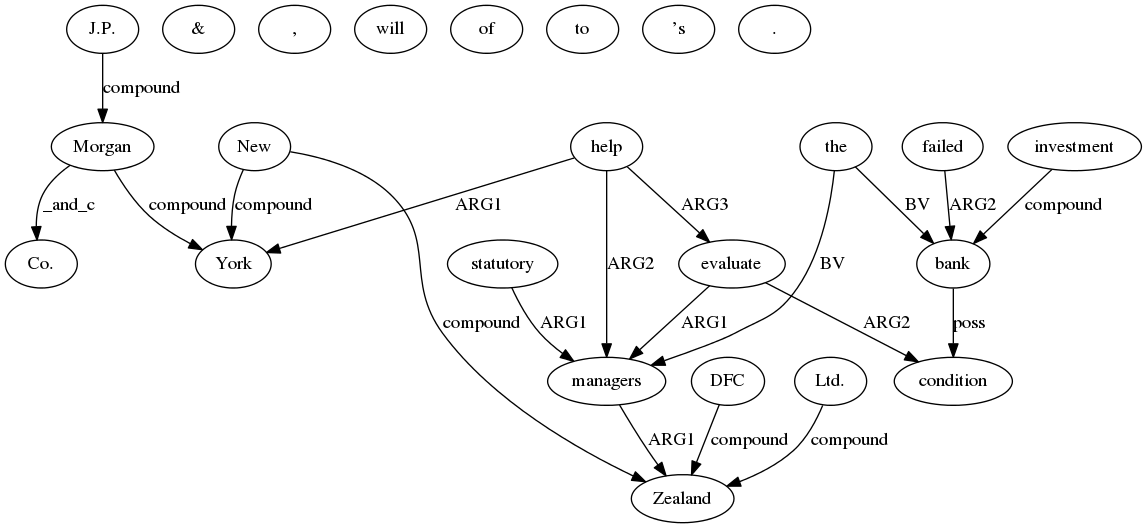 J.P. & , will of to 's .
compound
Morgan New help the failed investment
_and_c compound compound ARG1 ARG3 BV ARG2 compound
Co. York statutory ARG2 evaluate BV bank
compound ARG1 ARG1 ARG2 poss
managers DFC Ltd. condition
ARG1 compound compound
Zealand